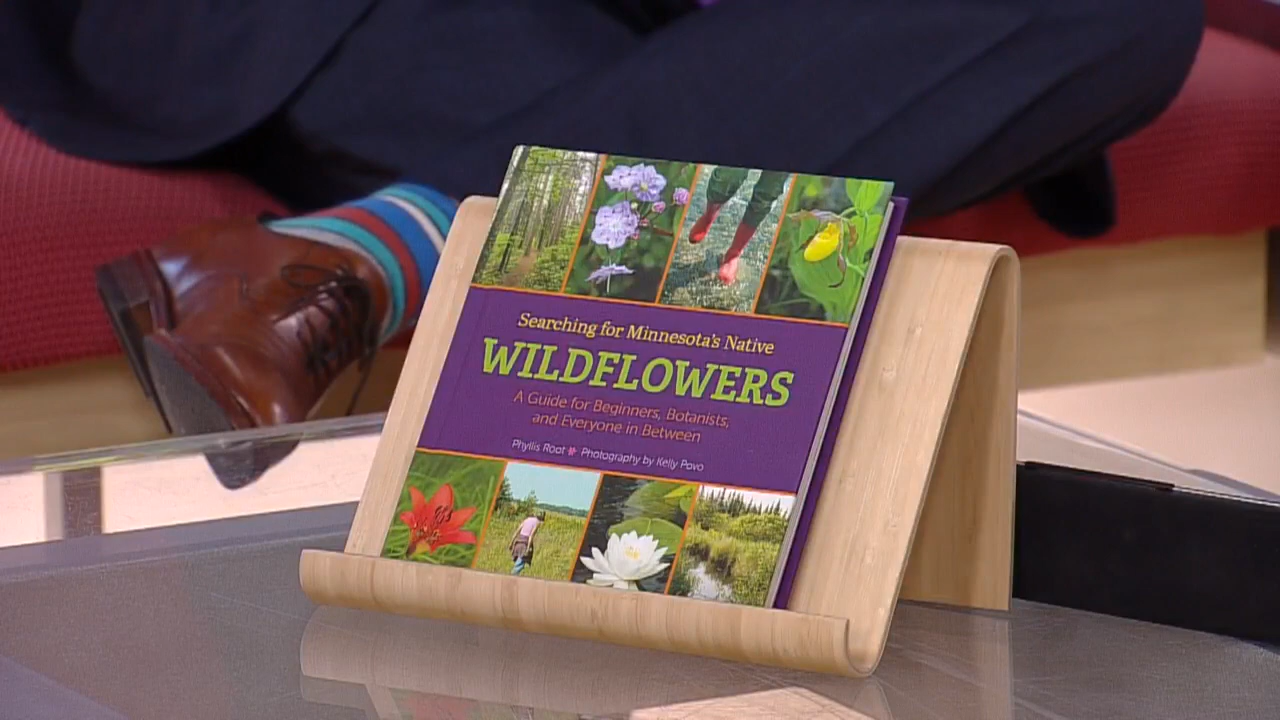 Searching for Minnesota's Native
WILDFLOWERS
A Guide for Beginners, Botanists,
and Everyone in Between
Phyllis Root * Photography by Kelly Povo